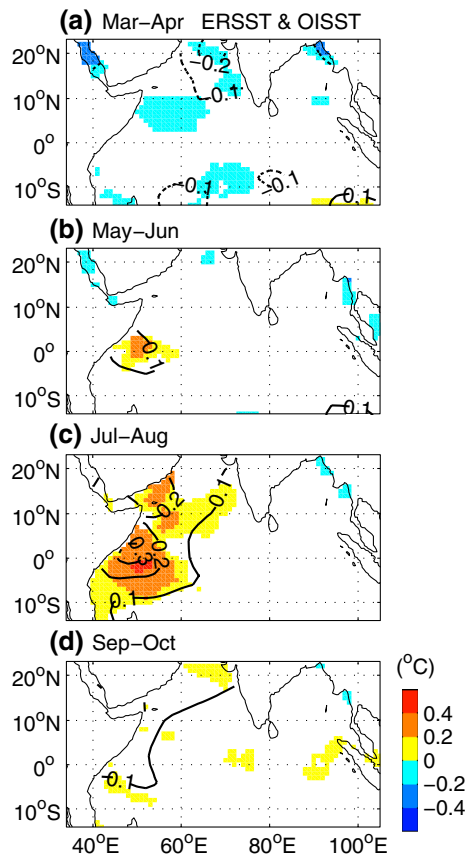 (a) Mar-Apr ERSST & OISST
20°N
10°N
0°
10°S
-0.2
-0.1
-0.1
-0.1
0.1
(b) May-Jun
20°N
10°N
0°
10°S
0.1
0.1
(c) Jul-Aug
20°N
10°N
0°
10°S
0.1
0.2
0.2
0.3
0.1
(d) Sep-Oct
20°N
10°N
0°
10°S
0.1
(°C)
0.4
0.2
0
-0.2
-0.4
40°E 60°E 80°E 100°E